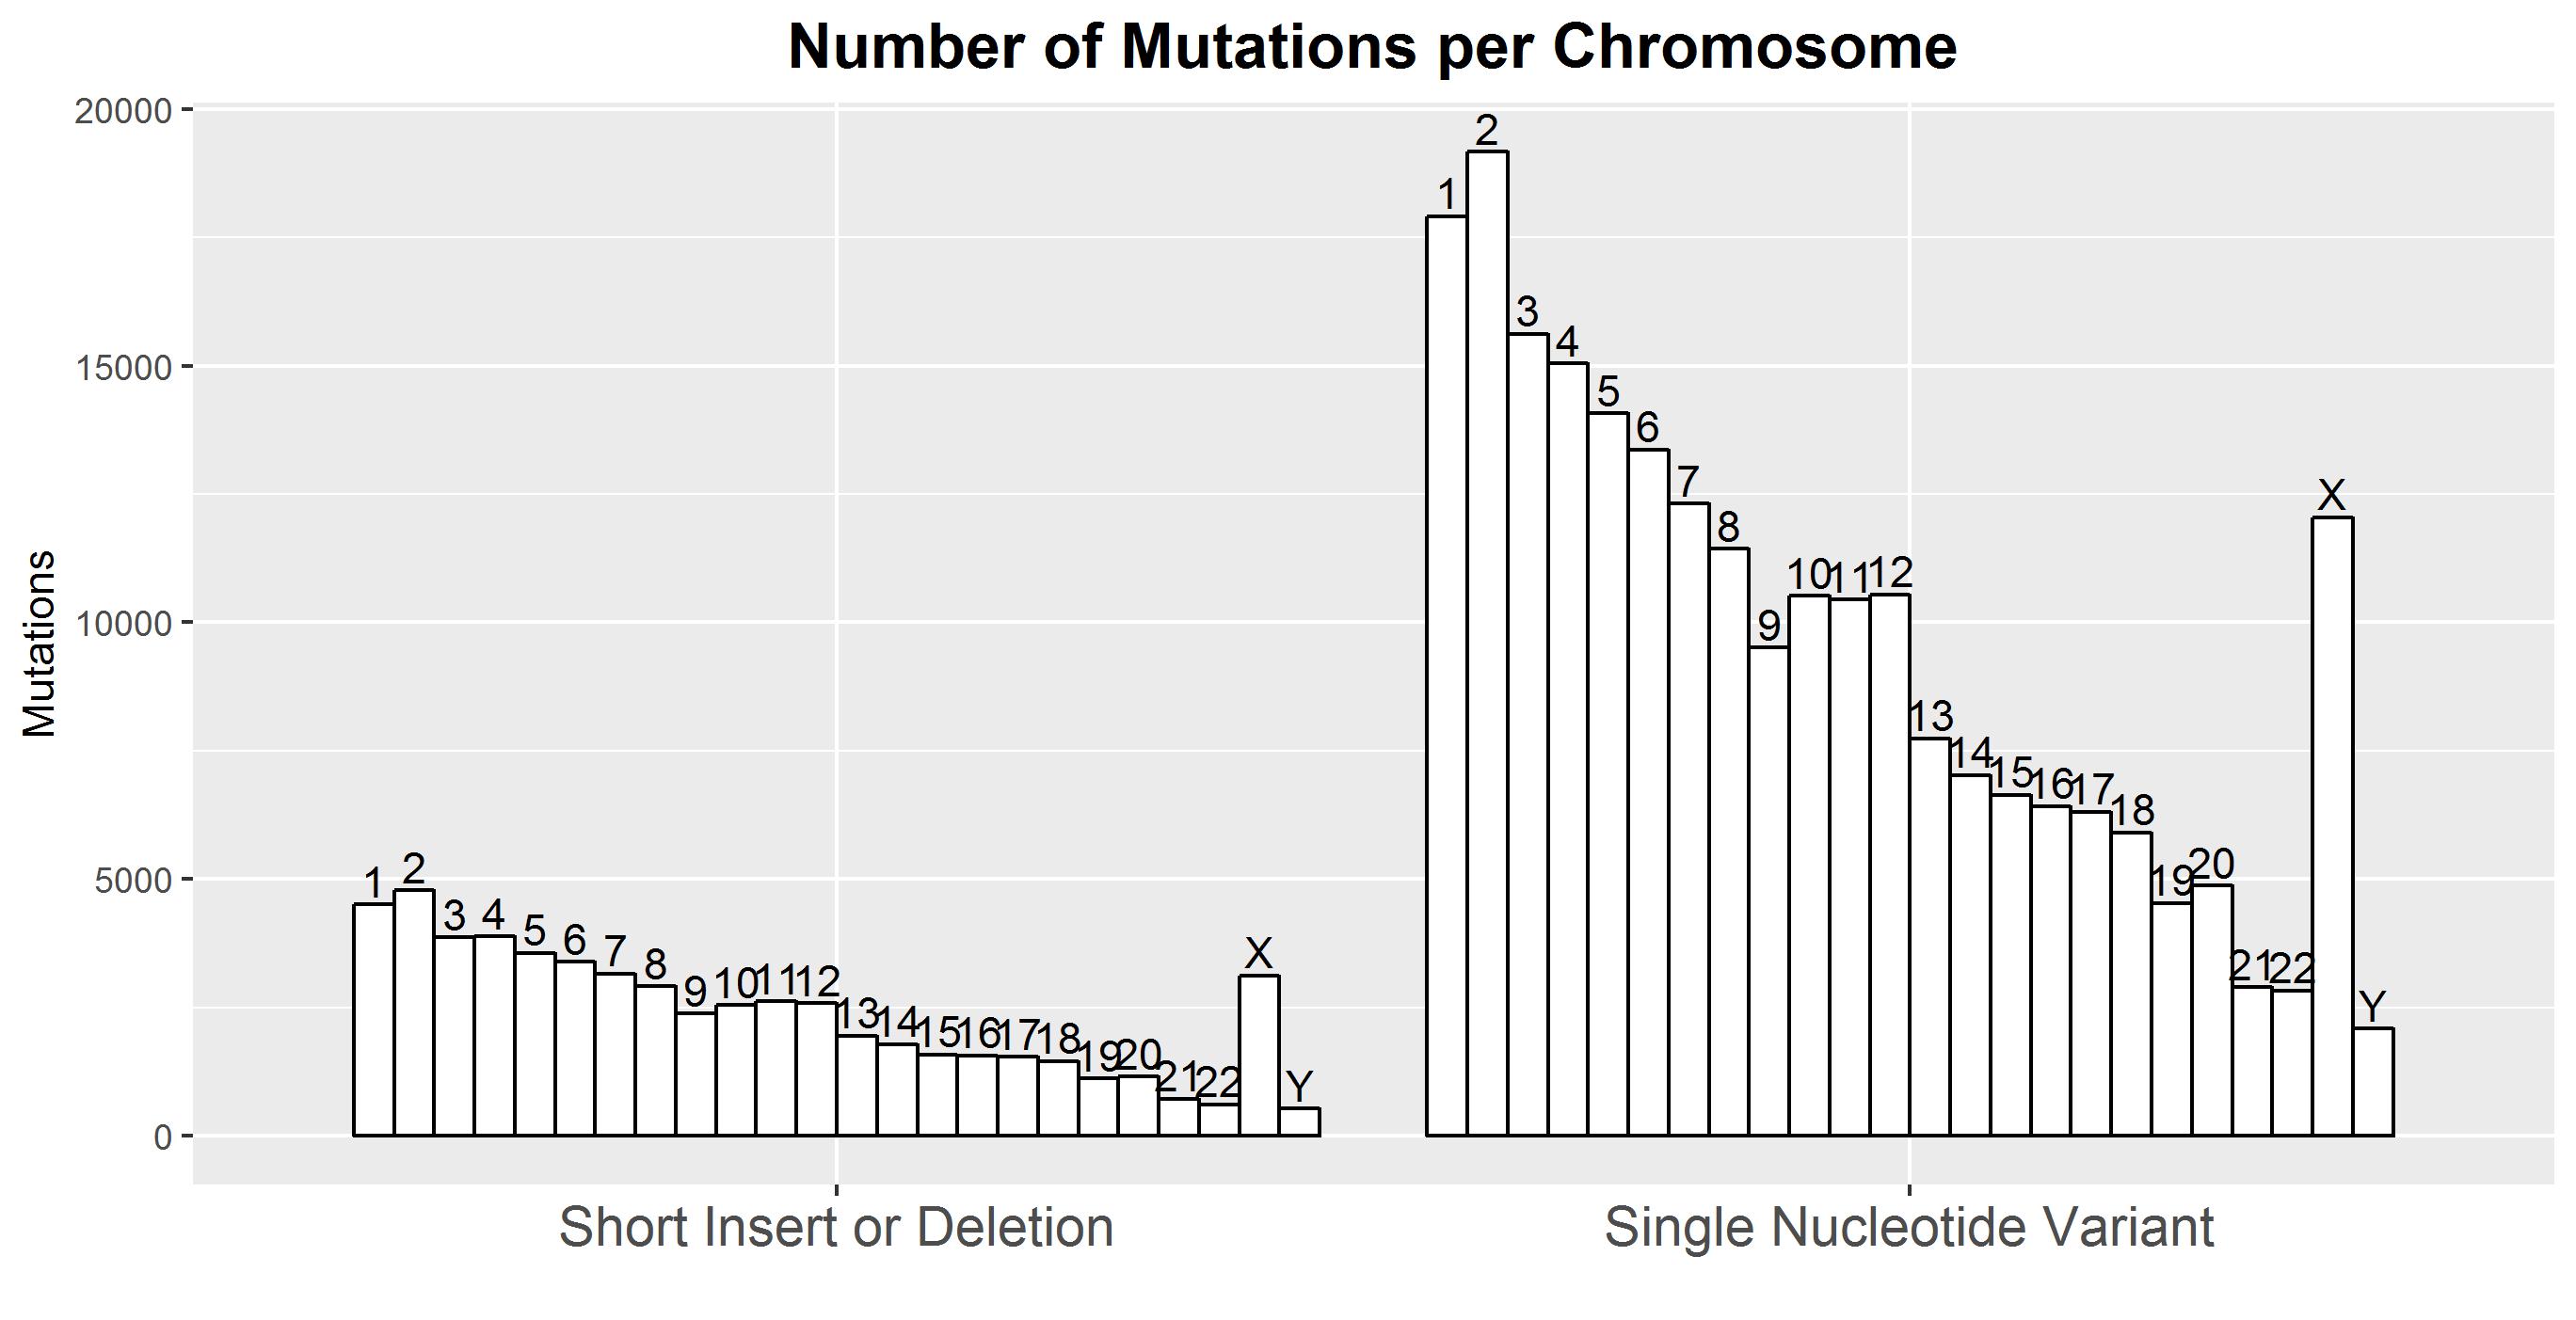 Number of Mutations per Chromosome
20000
15000
10000
5000
0
Mutations
1 2 3 4 5 6 7 8 9 10 11 12 13 14 15 16 17 18 19 20 21 22 X Y
1 2 3 4 5 6 7 8 9 10 11 12 13 14 15 16 17 18 19 20 21 22 X Y
Short Insert or Deletion
Single Nucleotide Variant